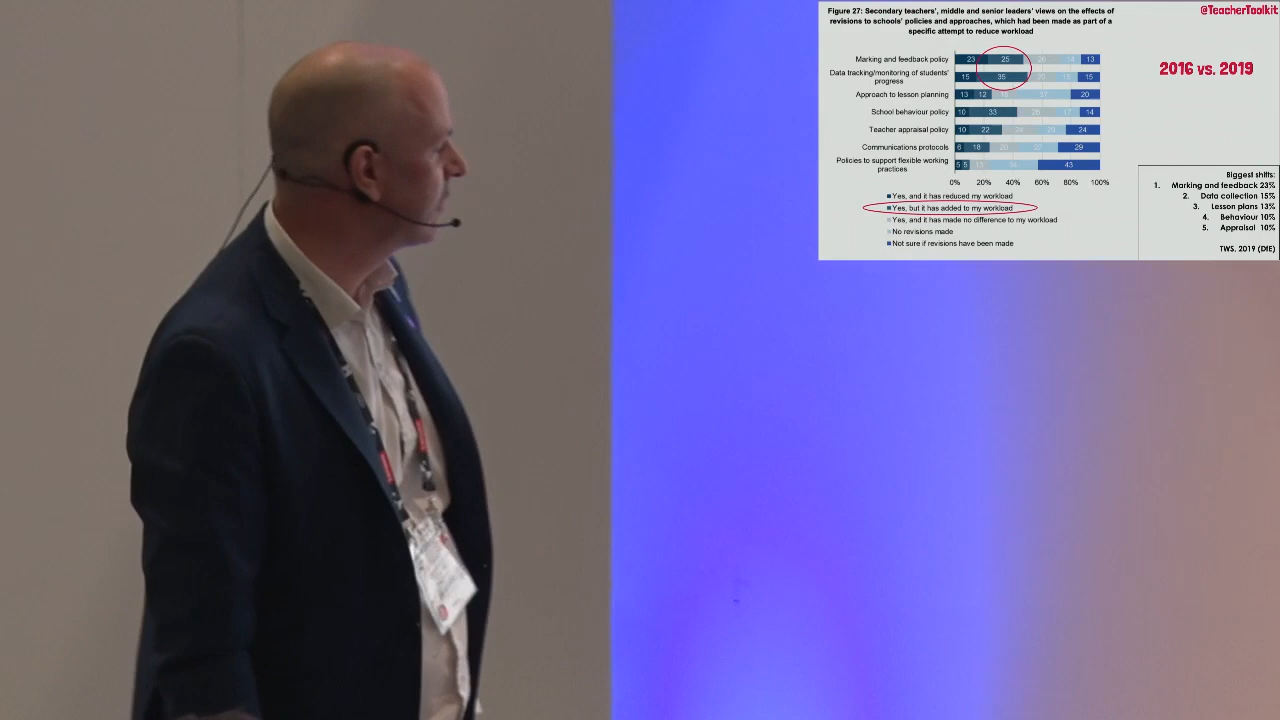 @TeacherToolkit
Figure 27: Secondary teachers', middle and senior leaders' views on the effects of
revisions to schools' policies and approaches, which had been made as part of a
specific attempt to reduce workload
2016 vs. 2019
Marking and feedback policy 23 25 26 14 13
Data tracking/monitoring of students'
progress 15 35 15
Approach to lesson planning 13 12 18 37 20
School behaviour policy 10 33 26 17 14
Teacher appraisal policy 10 22 24
Communications protocols 6 18 20 27 29
Policies to support flexible working
practices 5 5 13 34 43
0% 20% 40% 60% 80% 100%
Yes, and it has reduced my workload
Yes, but it has added to my workload
Yes, and it has made no difference to my workload
No revisions made
Not sure if revisions have been made
Biggest shifts:
1. Marking and feedback 23%
2. Data collection 15%
3. Lesson plans 13%
4. Behaviour 10%
5. Appraisal 10%
TWS, 2019 (DfE)